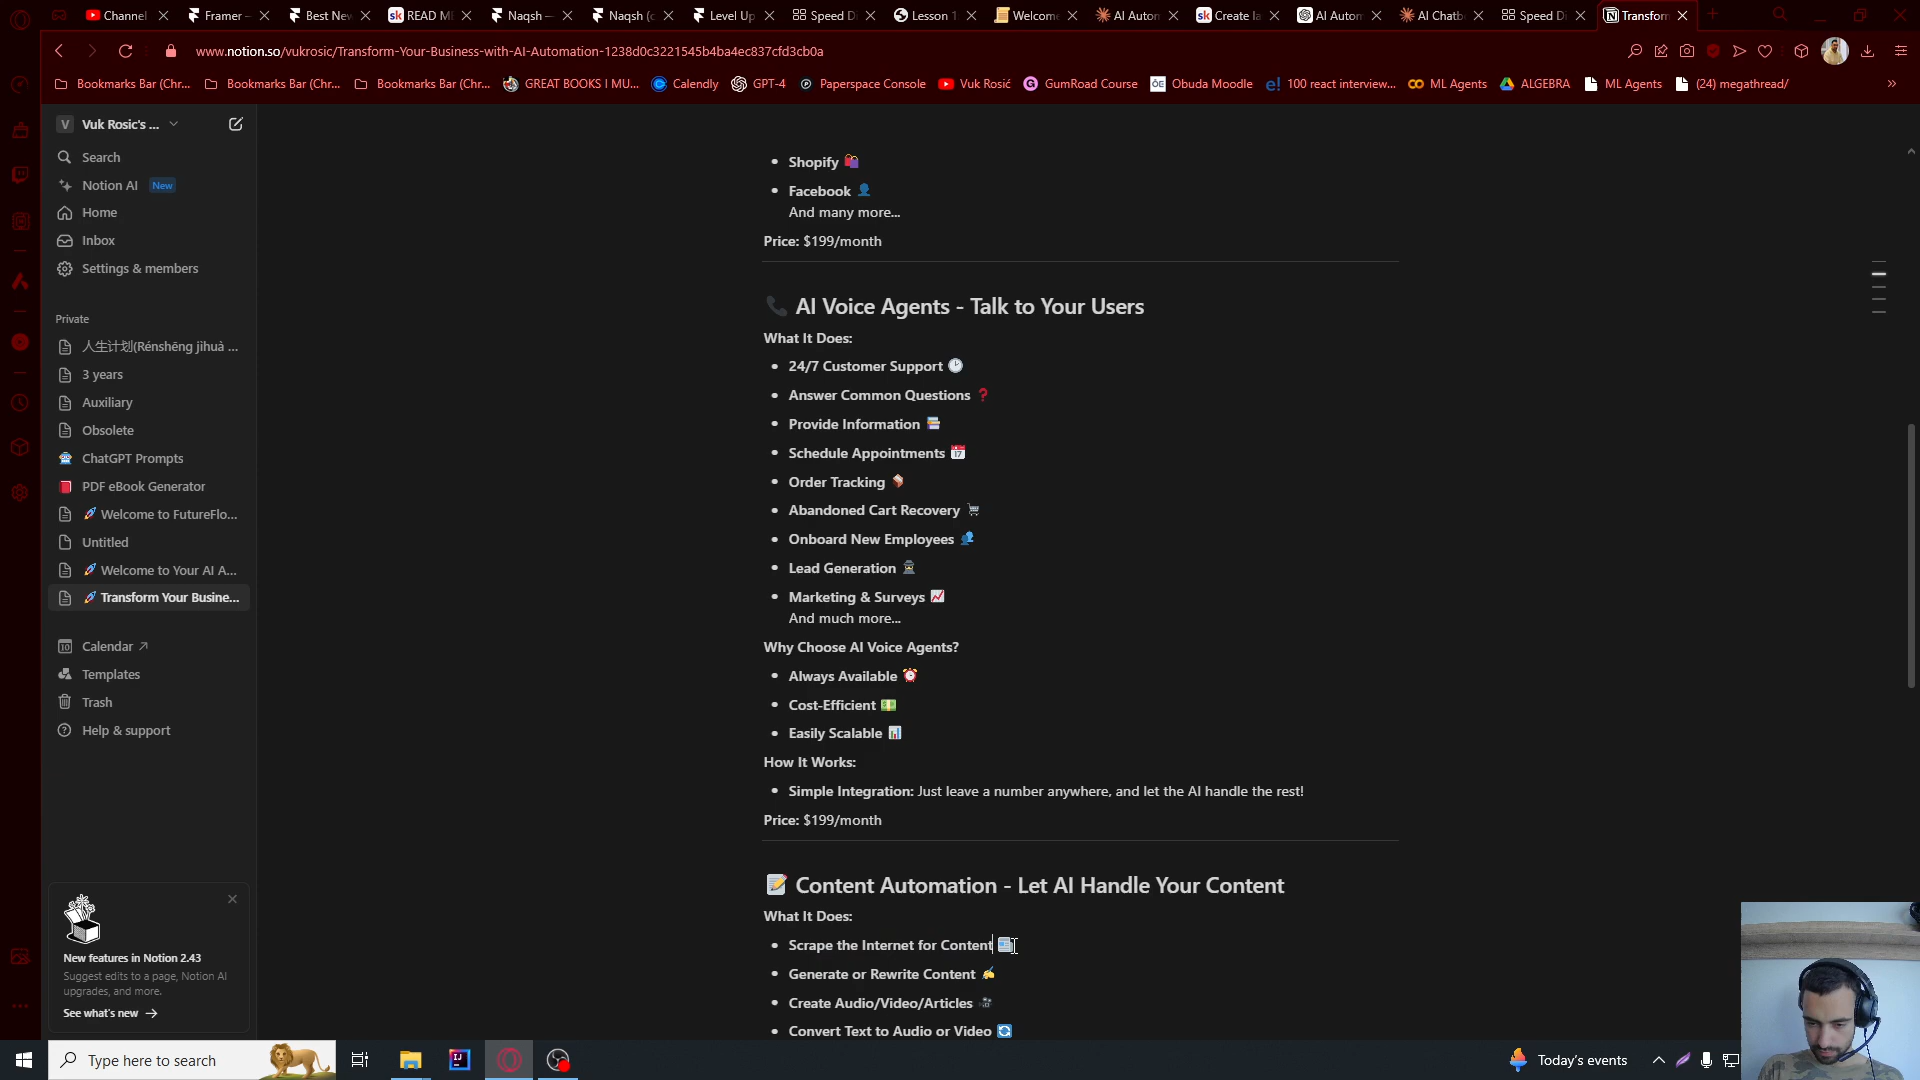 Channel
Framer –
Best New
READ ME
Naqsh —
Naqsh (c
Level Up
Speed Di
Lesson 1
Welcome
AI Autom
Create la
AI Autom
AI Chatb
Speed Di
Transform
www.notion.so/vukrosic/Transform-Your-Business-with-AI-Automation-1238d0c3221545b4ba4ec837cfd3cb0a
Bookmarks Bar (Chr...
Bookmarks Bar (Chr...
Bookmarks Bar (Chr...
GREAT BOOKS I MU...
Calendly
GPT-4
Paperspace Console
Vuk Rosić
GumRoad Course
Obuda Moodle
100 react interview...
ML Agents
ALGEBRA
ML Agents
(24) megathread/
V Vuk Rosic's ...
Search
Notion AI New
Home
Inbox
Settings & members
Private
人生计划(Rénshēng jìhuà ...
3 years
Auxiliary
Obsolete
ChatGPT Prompts
PDF eBook Generator
🚀 Welcome to FutureFlo...
Untitled
🚀 Welcome to Your AI A...
🚀 Transform Your Busine...
Calendar ↗
Templates
Trash
Help & support
New features in Notion 2.43
Suggest edits to a page, Notion AI
upgrades, and more.
See what's new →
• Shopify 🛍️
• Facebook 👤
And many more...
Price: $199/month
📞 AI Voice Agents - Talk to Your Users
What It Does:
• 24/7 Customer Support 🕑
• Answer Common Questions ❓
• Provide Information 📚
• Schedule Appointments 📅
• Order Tracking 📦
• Abandoned Cart Recovery 🛒
• Onboard New Employees 👥
• Lead Generation 🕵️
• Marketing & Surveys 📈
And much more...
Why Choose AI Voice Agents?
• Always Available ⏰
• Cost-Efficient 💵
• Easily Scalable 📊
How It Works:
• Simple Integration: Just leave a number anywhere, and let the AI handle the rest!
Price: $199/month
📝 Content Automation - Let AI Handle Your Content
What It Does:
• Scrape the Internet for Content 📰
• Generate or Rewrite Content ✍️
• Create Audio/Video/Articles 🎥
• Convert Text to Audio or Video 🔄
Type here to search
Today's events